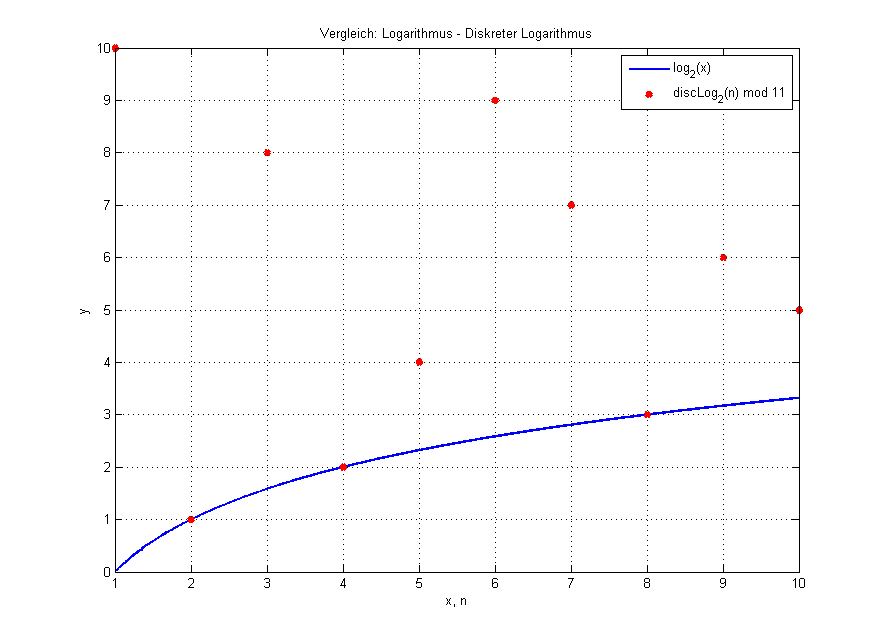 Vergleich: Logarithmus - Diskreter Logarithmus
log2(x)
discLog2(n) mod 11
10
9
8
7
6
5
4
3
2
1
0
y
1 2 3 4 5 6 7 8 9 10
x, n